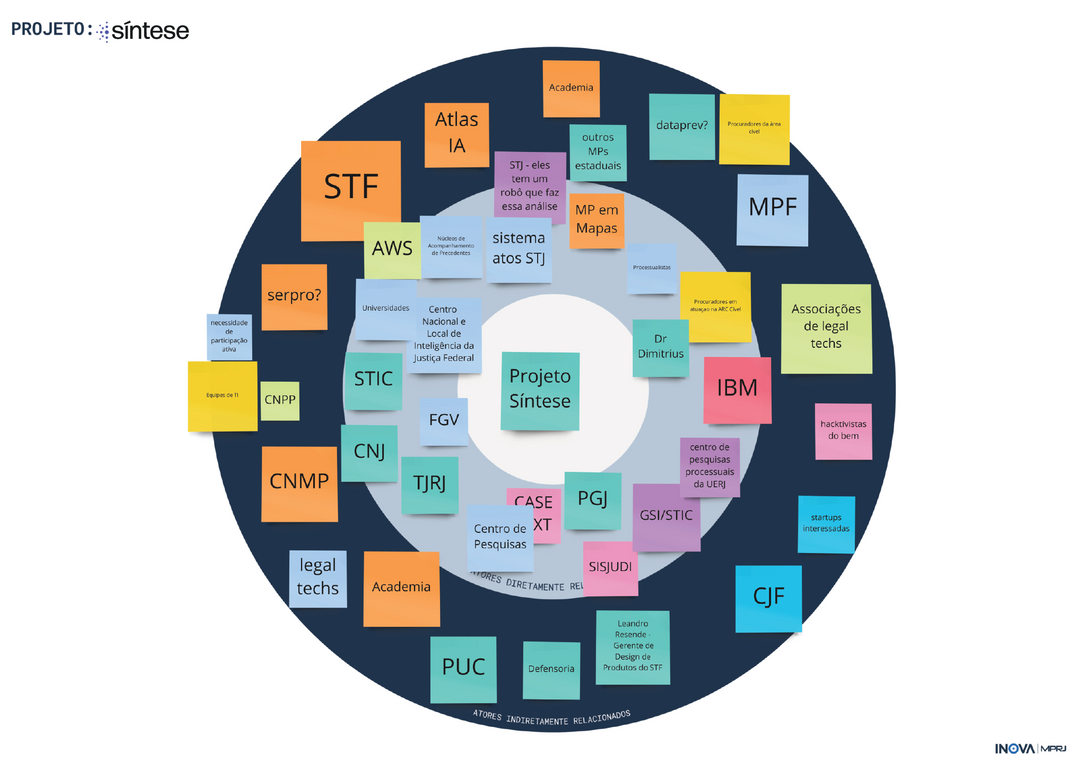 PROJETO: síntese
Academia
Atlas
IA
dataprev?
Procuradores da área
cível
outros
MPs
estaduais
STJ - eles
tem um
robô que faz
essa análise
STF
MPF
MP em
Mapas
AWS
Núcleos de
Acompanhamento
de Precedentes
sistema
atos STJ
Processualistas
serpro?
Universidades
Centro
Nacional e
Local de
Inteligência da
Justiça Federal
Procuradores em
atuação na ARC Cível
Associações
de legal
techs
necessidade
de
participação
ativa
Dr
Dimitrius
STIC
Projeto
Síntese
IBM
Equipes de TI
CNPP
FGV
hacktivistas
do bem
CNJ
centro de
pesquisas
processuais
da UERJ
CNMP
TJRJ
CASE
XT
PGJ
GSI/STIC
startups
interessadas
Centro de
Pesquisas
SISJUDI
ATORES DIRETAMENTE REL
legal
techs
Academia
CJF
Leandro
Resende -
Gerente de
Design de
Produtos do STF
PUC
Defensoria
ATORES INDIRETAMENTE RELACIONADOS
INOVA | MPRJ